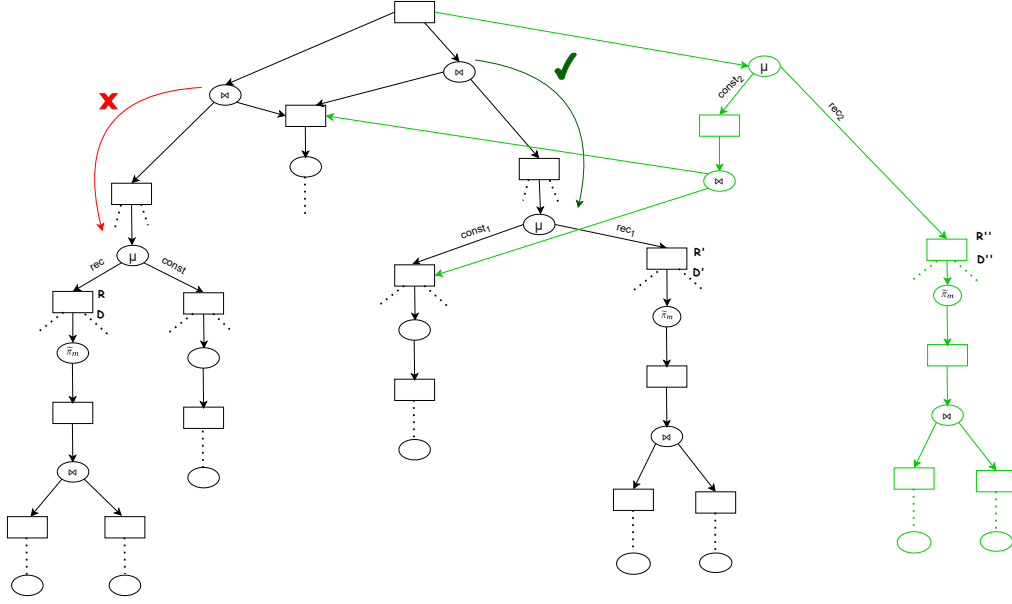 ⋈
μ
x
✓
⋈
const₂
rec₂
⋈
μ
const₁
rec₁
R''
D''
μ
rec
const
R'
D'
R
D
π̃ₘ
π̃ₘ
π̃ₘ
⋈
⋈
⋈